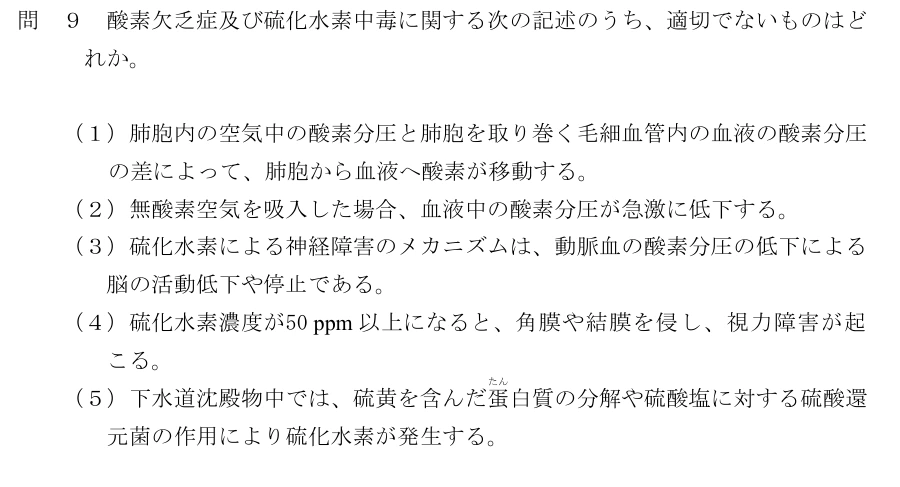 問　９　酸素欠乏症及び硫化水素中毒に関する次の記述のうち、適切でないものはど
れか。
（１）肺胞内の空気中の酸素分圧と肺胞を取り巻く毛細血管内の血液の酸素分圧
の差によって、肺胞から血液へ酸素が移動する。
（２）無酸素空気を吸入した場合、血液中の酸素分圧が急激に低下する。
（３）硫化水素による神経障害のメカニズムは、動脈血の酸素分圧の低下による
脳の活動低下や停止である。
（４）硫化水素濃度が50 ppm 以上になると、角膜や結膜を侵し、視力障害が起
こる。
たん
（５）下水道沈殿物中では、硫黄を含んだ蛋白質の分解や硫酸塩に対する硫酸還
元菌の作用により硫化水素が発生する。